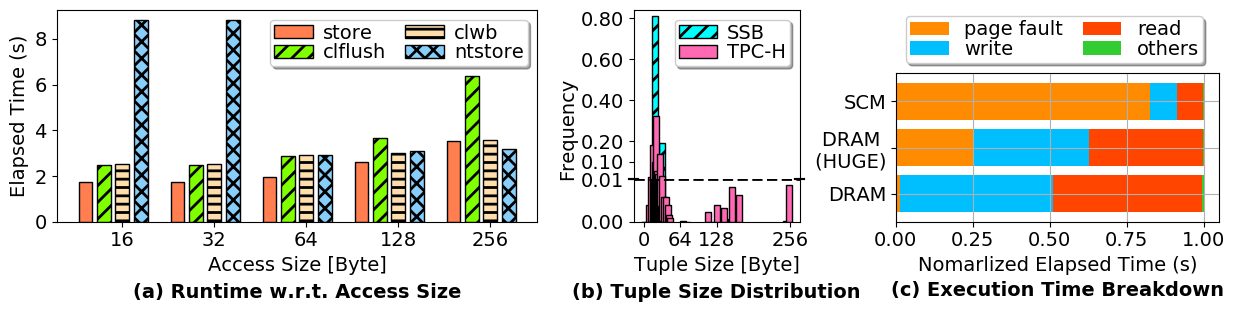 Elapsed Time (s)
8
6
4
2
0
store
clflush
clwb
ntstore
16 32 64 128 256
Access Size [Byte]
(a) Runtime w.r.t. Access Size
Frequency
0.80
0.60
0.40
0.20
0.10
0.01
0.00
SSB
TPC-H
0 64 128 256
Tuple Size [Byte]
(b) Tuple Size Distribution
page fault
write
read
others
SCM
DRAM
(HUGE)
DRAM
0.00 0.25 0.50 0.75 1.00
Nomarlized Elapsed Time (s)
(c) Execution Time Breakdown